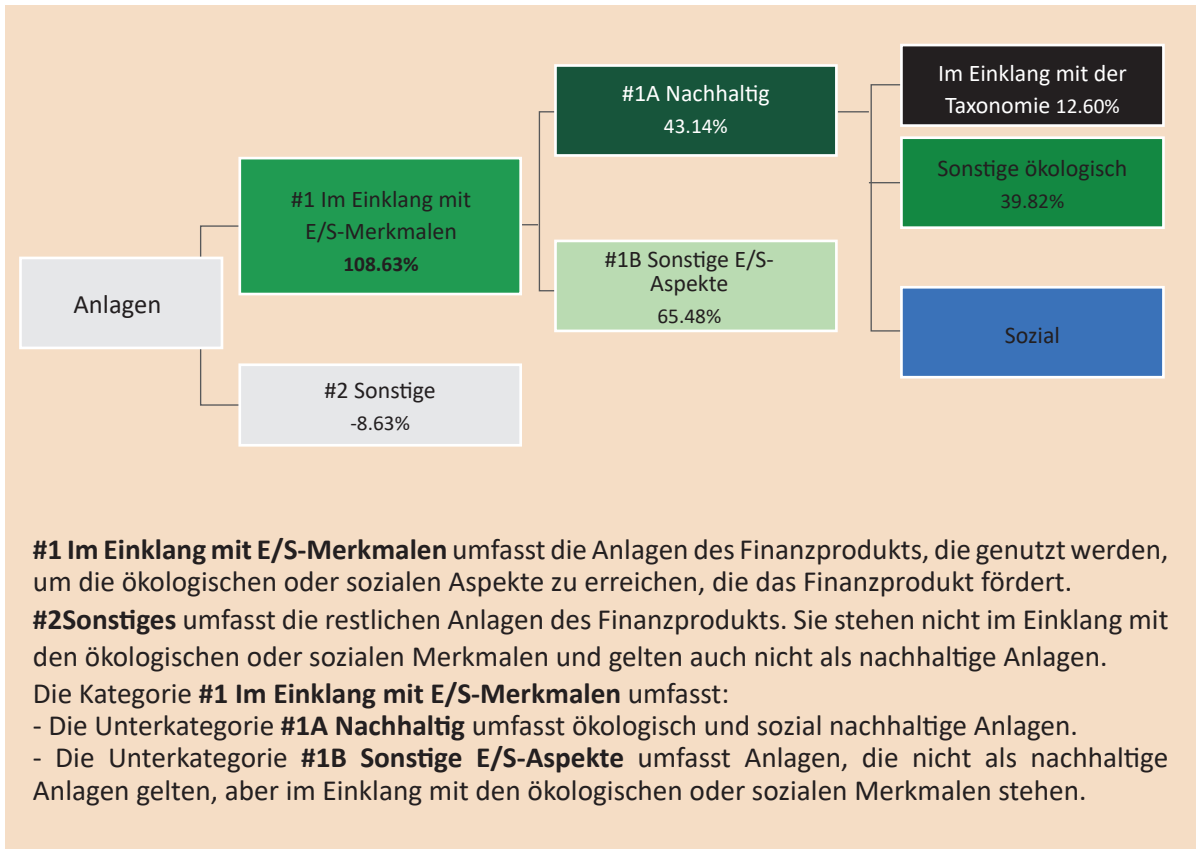 Anlagen
#1 Im Einklang mit
E/S-Merkmalen
108.63%
#2 Sonstige
-8.63%
#1A Nachhaltig
43.14%
#1B Sonstige E/S-
Aspekte
65.48%
Im Einklang mit der
Taxonomie 12.60%
Sonstige ökologisch
39.82%
Sozial
#1 Im Einklang mit E/S-Merkmalen umfasst die Anlagen des Finanzprodukts, die genutzt werden,
um die ökologischen oder sozialen Aspekte zu erreichen, die das Finanzprodukt fördert.
#2Sonstiges umfasst die restlichen Anlagen des Finanzprodukts. Sie stehen nicht im Einklang mit
den ökologischen oder sozialen Merkmalen und gelten auch nicht als nachhaltige Anlagen.
Die Kategorie #1 Im Einklang mit E/S-Merkmalen umfasst:
- Die Unterkategorie #1A Nachhaltig umfasst ökologisch und sozial nachhaltige Anlagen.
- Die Unterkategorie #1B Sonstige E/S-Aspekte umfasst Anlagen, die nicht als nachhaltige
Anlagen gelten, aber im Einklang mit den ökologischen oder sozialen Merkmalen stehen.